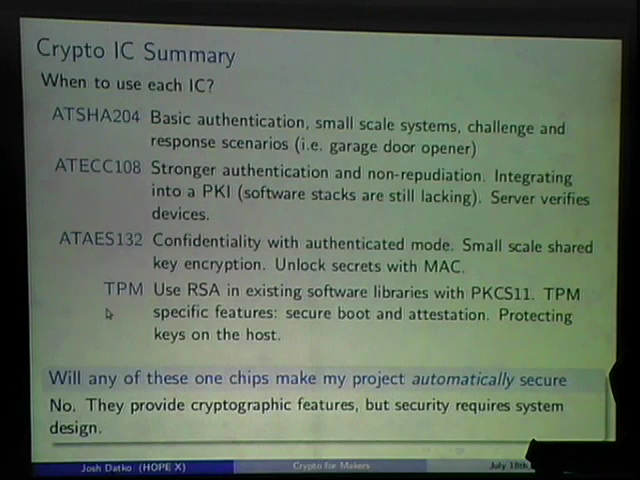 Crypto IC Summary
When to use each IC?
ATSHA204 Basic authentication, small scale systems, challenge and
response scenarios (i.e. garage door opener)
ATECC108 Stronger authentication and non-repudiation. Integrating
into a PKI (software stacks are still lacking). Server verifies
devices.
ATAES132 Confidentiality with authenticated mode. Small scale shared
key encryption. Unlock secrets with MAC.
TPM Use RSA in existing software libraries with PKCS11. TPM
specific features: secure boot and attestation. Protecting
keys on the host.
Will any of these one chips make my project automatically secure
No. They provide cryptographic features, but security requires system
design.
Josh Datko (HOPE X) Crypto for Makers July 18th